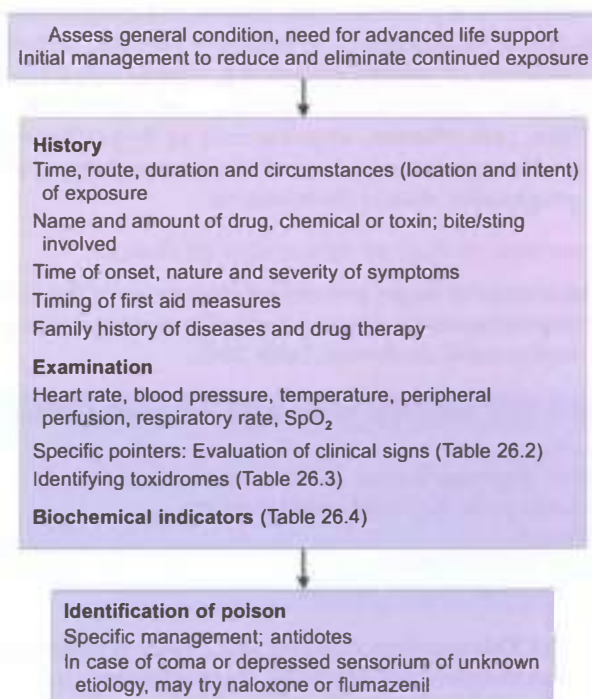 Assess general condition, need for advanced life support
Initial management to reduce and eliminate continued exposure
History
Time, route, duration and circumstances (location and intent)
of exposure
Name and amount of drug, chemical or toxin; bite/sting
involved
Time of onset, nature and severity of symptoms
Timing of first aid measures
Family history of diseases and drug therapy
Examination
Heart rate, blood pressure, temperature, peripheral
perfusion, respiratory rate, SpO₂
Specific pointers: Evaluation of clinical signs (Table 26.2)
Identifying toxidromes (Table 26.3)
Biochemical indicators (Table 26.4)
Identification of poison
Specific management; antidotes
In case of coma or depressed sensorium of unknown
etiology, may try naloxone or flumazenil